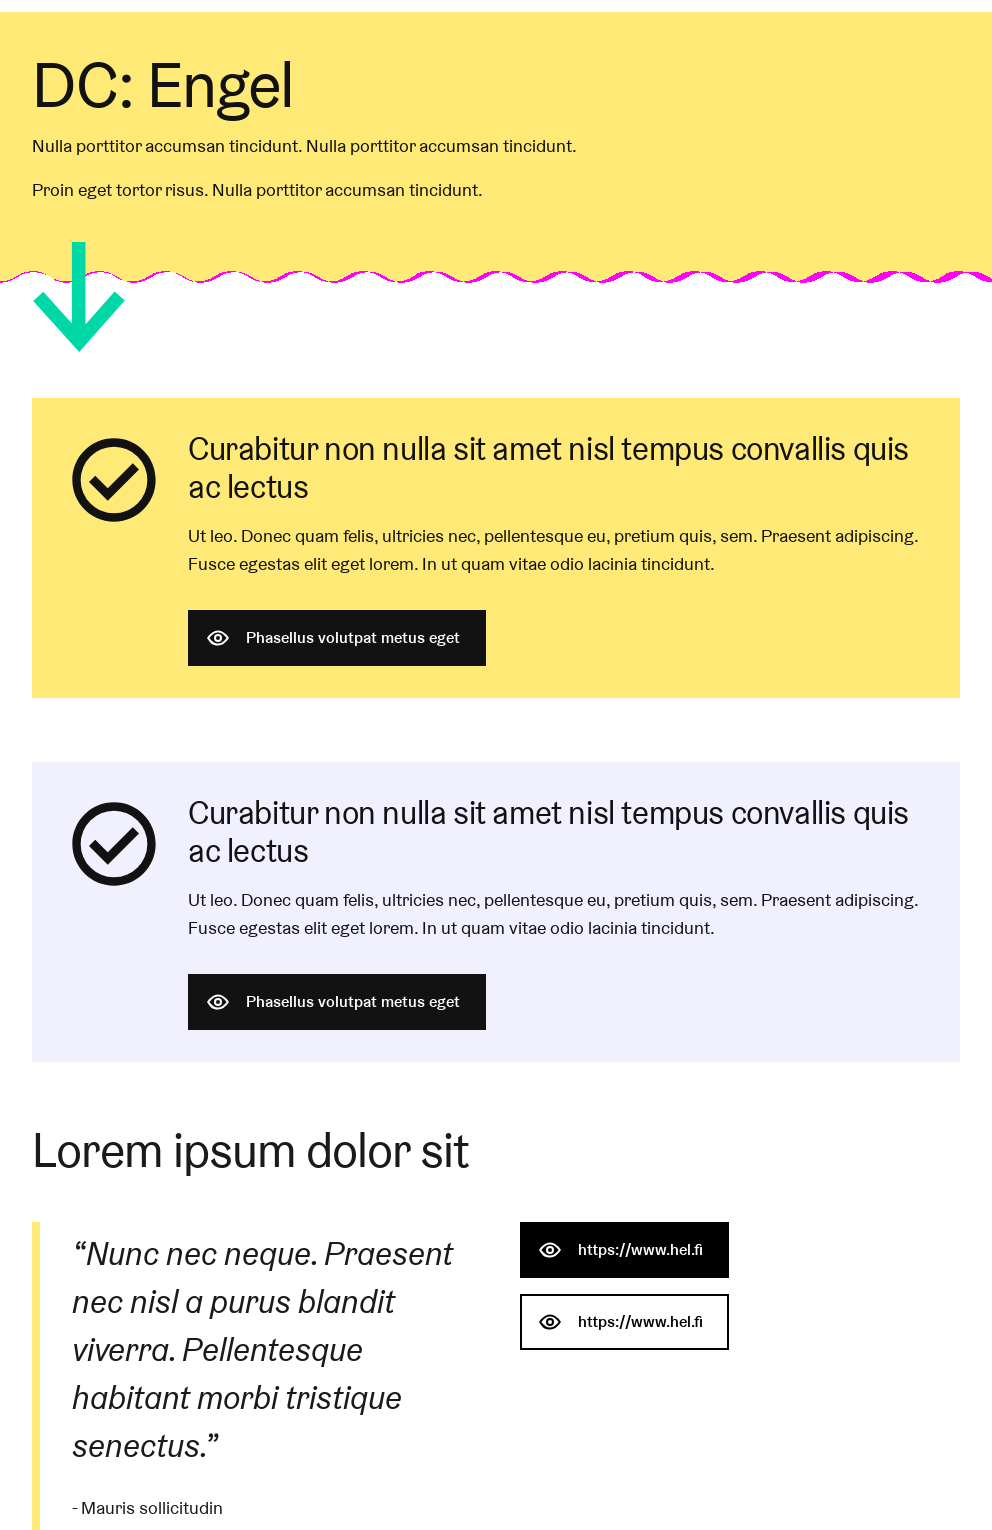 DC: Engel
Nulla porttitor accumsan tincidunt. Nulla porttitor accumsan tincidunt.
Proin eget tortor risus. Nulla porttitor accumsan tincidunt.
Curabitur non nulla sit amet nisl tempus convallis quis
ac lectus
Ut leo. Donec quam felis, ultricies nec, pellentesque eu, pretium quis, sem. Praesent adipiscing.
Fusce egestas elit eget lorem. In ut quam vitae odio lacinia tincidunt.
Phasellus volutpat metus eget
Curabitur non nulla sit amet nisl tempus convallis quis
ac lectus
Ut leo. Donec quam felis, ultricies nec, pellentesque eu, pretium quis, sem. Praesent adipiscing.
Fusce egestas elit eget lorem. In ut quam vitae odio lacinia tincidunt.
Phasellus volutpat metus eget
Lorem ipsum dolor sit
“Nunc nec neque. Praesent
nec nisl a purus blandit
viverra. Pellentesque
habitant morbi tristique
senectus.”
- Mauris sollicitudin
https://www.hel.fi
https://www.hel.fi